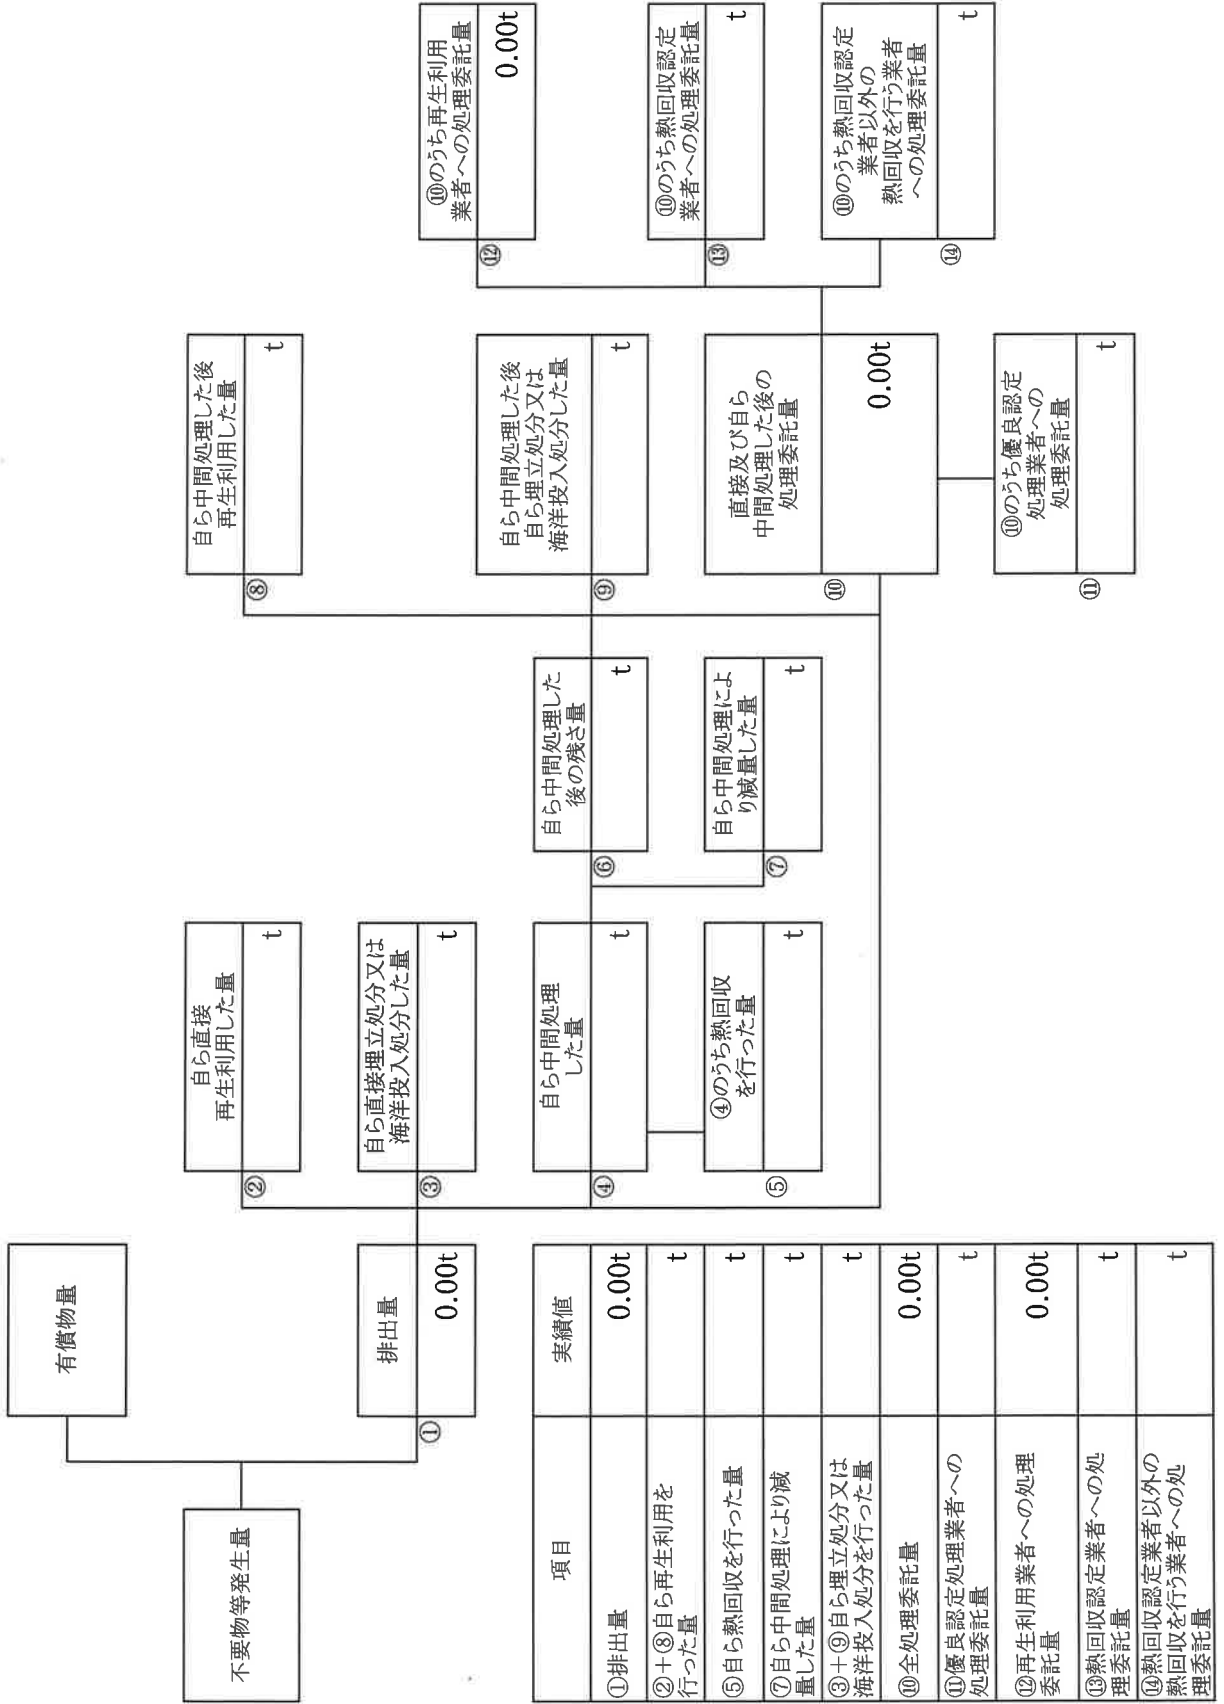 不要物等発生量
有償物量
①
排出量
0.00t
②
自ら直接
再生利用した量
t
③
自ら直接埋立処分又は
海洋投入処分した量
t
④
自ら中間処理
した量
t
⑤
④のうち熱回収
を行った量
t
⑥
自ら中間処理した
後の残さ量
t
⑦
自ら中間処理によ
り減量した量
t
⑧
自ら中間処理した後
再生利用した量
t
⑨
自ら中間処理した後
自ら埋立処分又は
海洋投入処分した量
t
⑩
直接及び自ら
中間処理した後の
処理委託量
0.00t
⑪
⑩のうち優良認定
処理業者への
処理委託量
t
⑫
⑩のうち再生利用
業者への処理委託量
0.00t
⑬
⑩のうち熱回収認定
業者への処理委託量
t
⑭
⑩のうち熱回収認定
業者以外の
熱回収を行う業者
への処理委託量
t
項目 実績値
①排出量 0.00t
②+⑧自ら再生利用を
行った量 t
⑤自ら熱回収を行った量 t
⑦自ら中間処理により減
量した量 t
③+⑨自ら埋立処分又は
海洋投入処分を行った量 t
⑩全処理委託量 0.00t
⑪優良認定処理業者への
処理委託量 t
⑫再生利用業者への処理
委託量 0.00t
⑬熱回収認定業者への処
理委託量 t
⑭熱回収認定業者以外の
熱回収を行う業者への処
理委託量 t